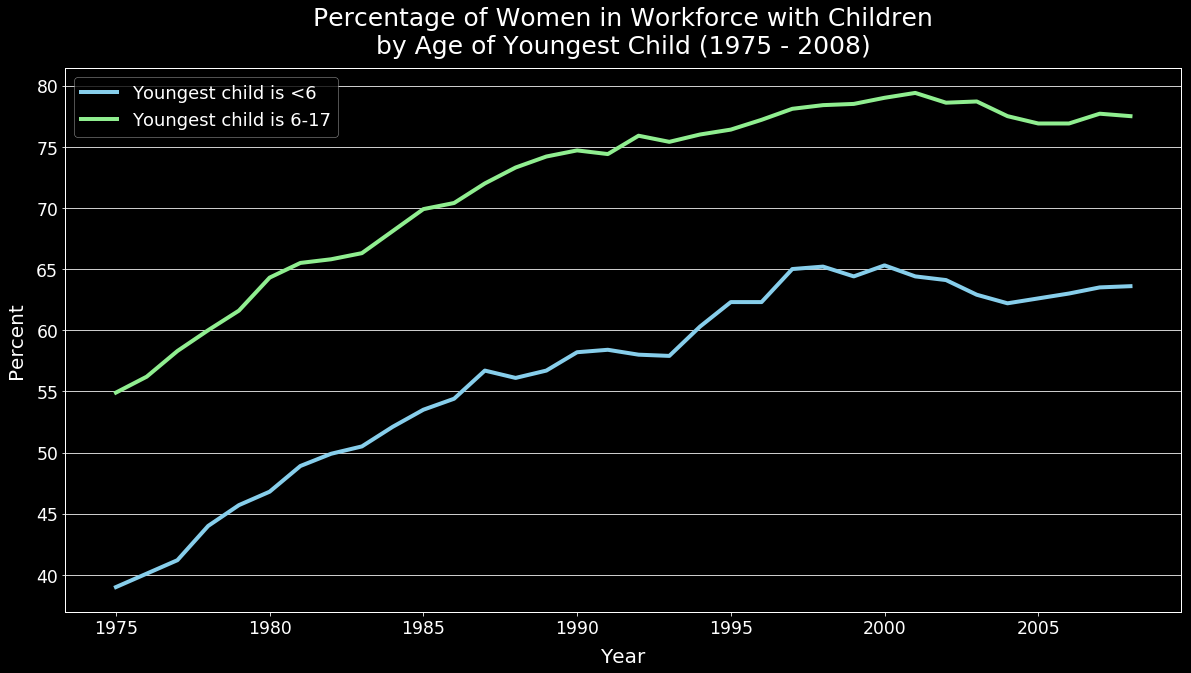 Percentage of Women in Workforce with Children
by Age of Youngest Child (1975 - 2008)
Youngest child is <6
Youngest child is 6-17
Percent
80
75
70
65
60
55
50
45
40
1975 1980 1985 1990 1995 2000 2005
Year